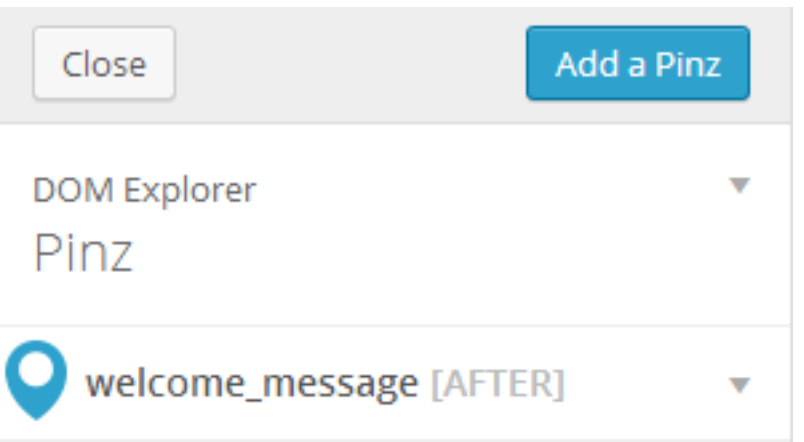 Close
Add a Pinz
DOM Explorer
Pinz
welcome_message [AFTER]